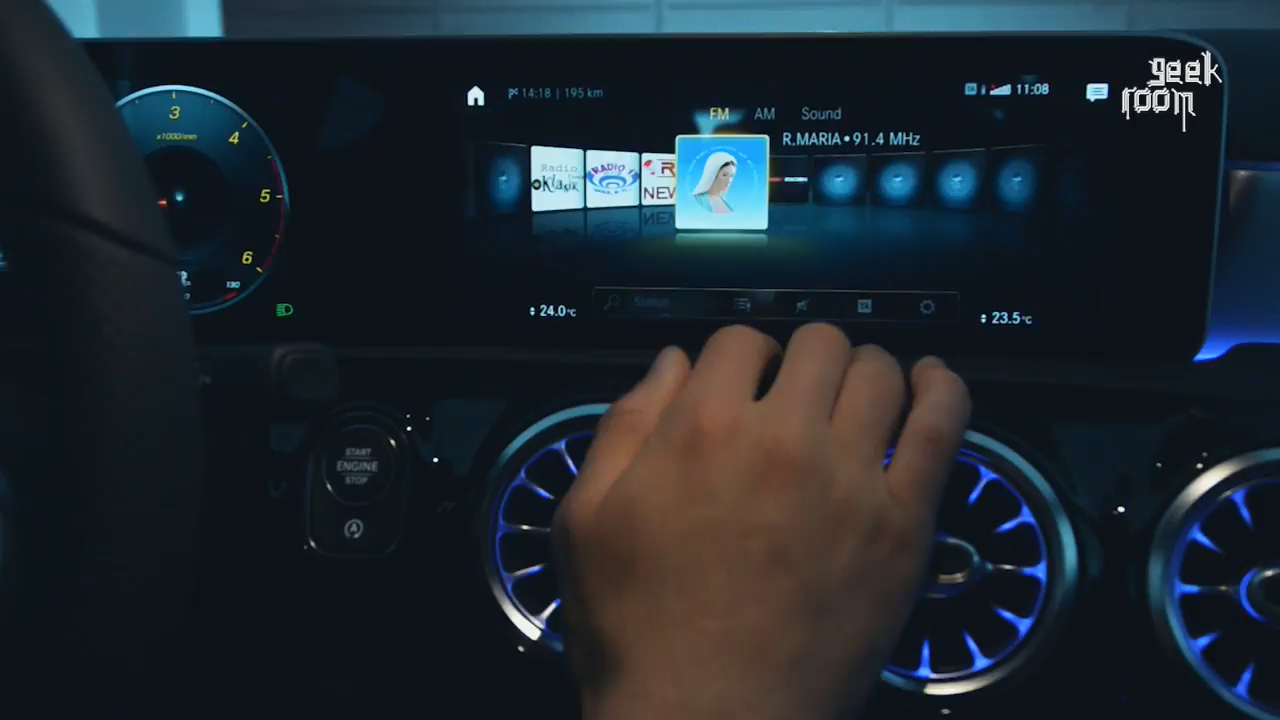 geek
room
14:18 | 195 km
11:08
FM AM Sound
R.MARIA • 91.4 MHz
Radio
Klasik
RADIO
NEW
3
x1000/min
4
5
6
130
24.0°C
23.5°C
START
ENGINE
STOP
A